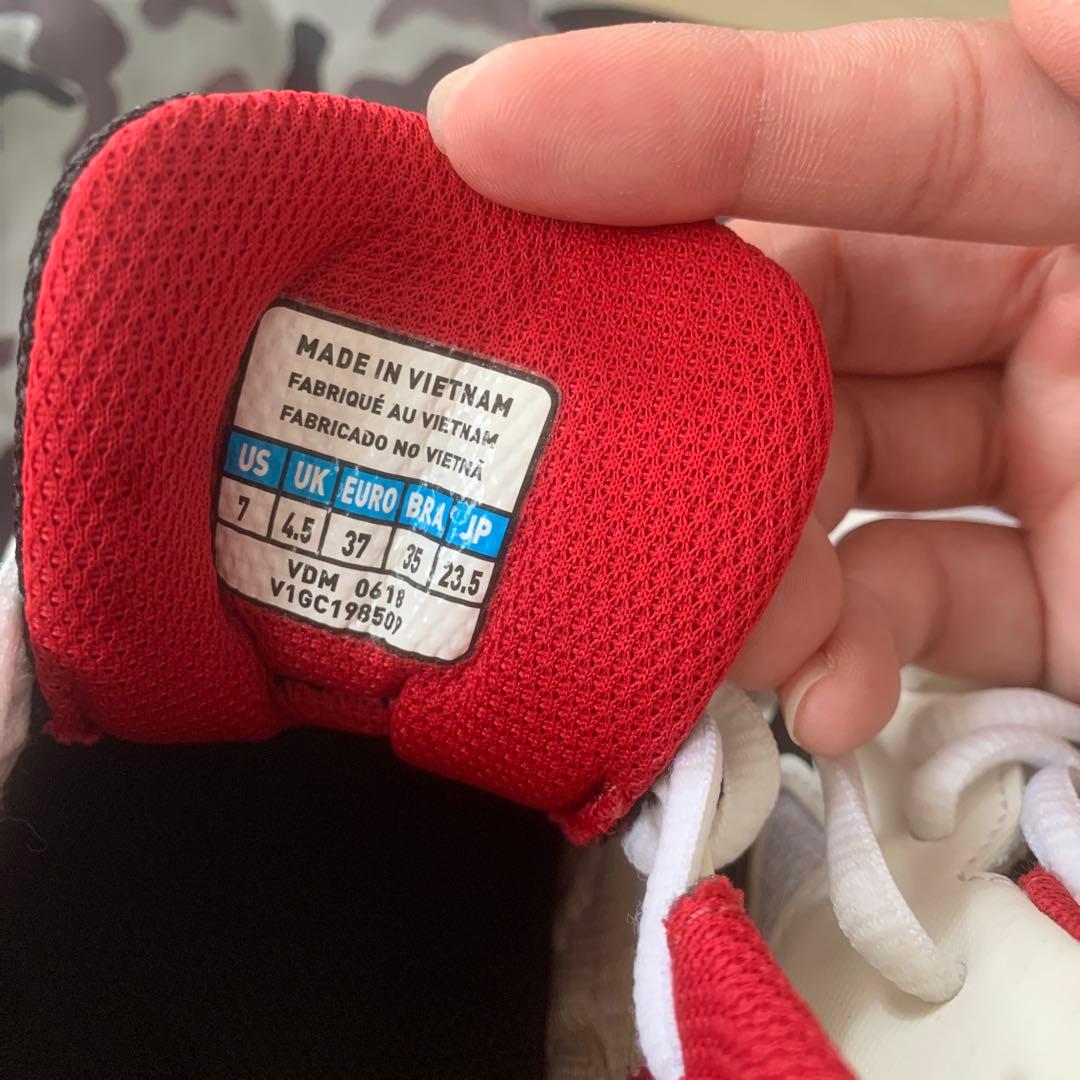 MADE IN VIETNAM
FABRIQUÉ AU VIETNAM
FABRICADO NO VIETNÃ
US UK EURO BRA JP
7 4.5 37 35 23.5
VDM 0618
V1GC198509